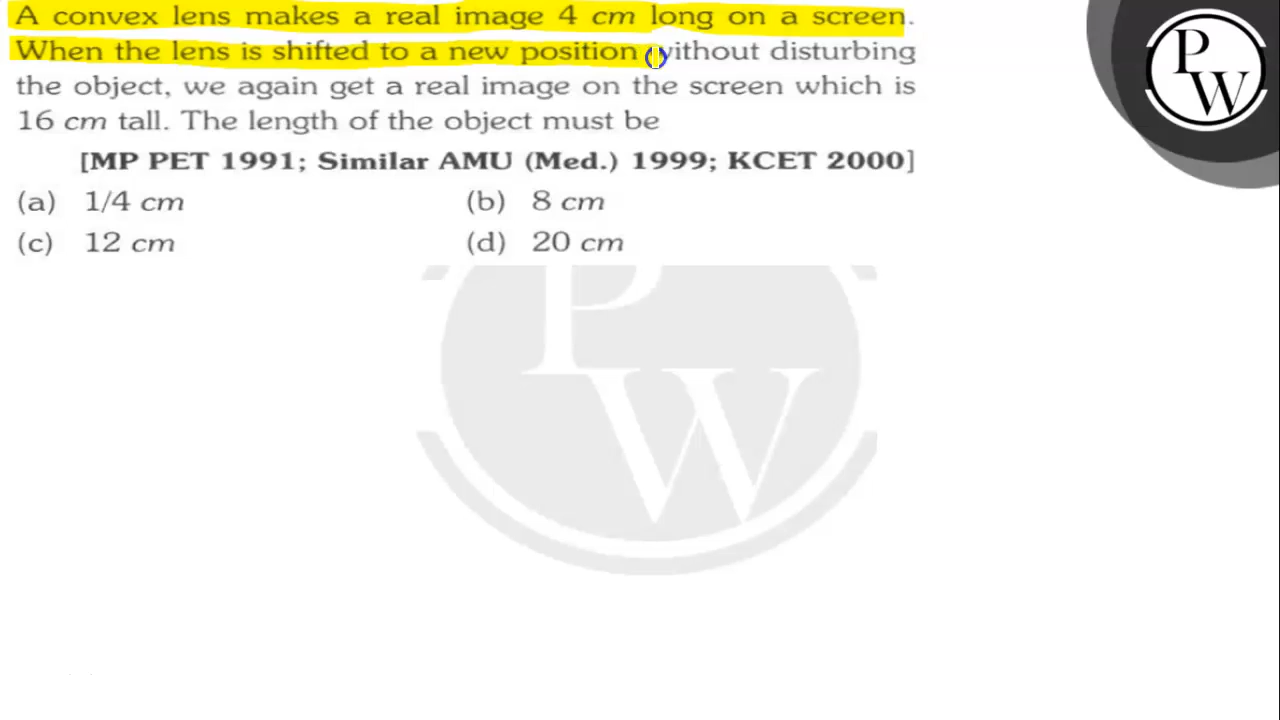 A convex lens makes a real image 4 cm long on a screen.
When the lens is shifted to a new position without disturbing
the object, we again get a real image on the screen which is
16 cm tall. The length of the object must be
[MP PET 1991; Similar AMU (Med.) 1999; KCET 2000]
(a) 1/4 cm (b) 8 cm
(c) 12 cm (d) 20 cm
P
W
P
W